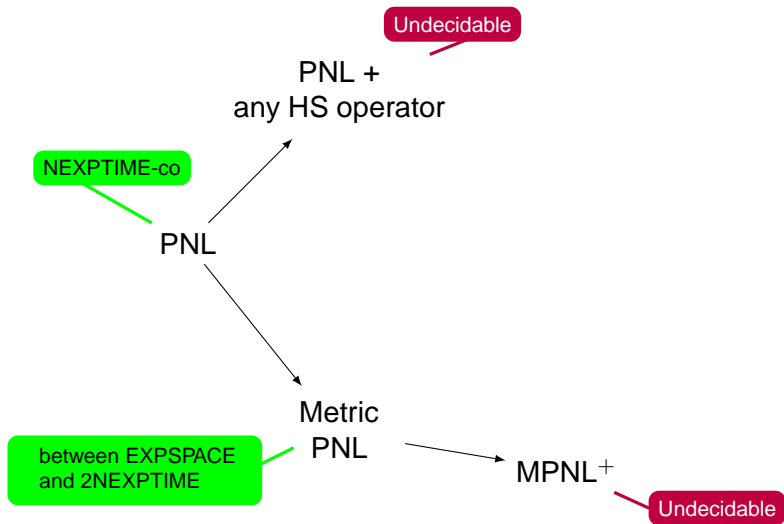 Undecidable
PNL +
any HS operator
NEXPTIME-co
PNL
Metric
PNL
between EXPSPACE
and 2NEXPTIME
MPNL⁺
Undecidable